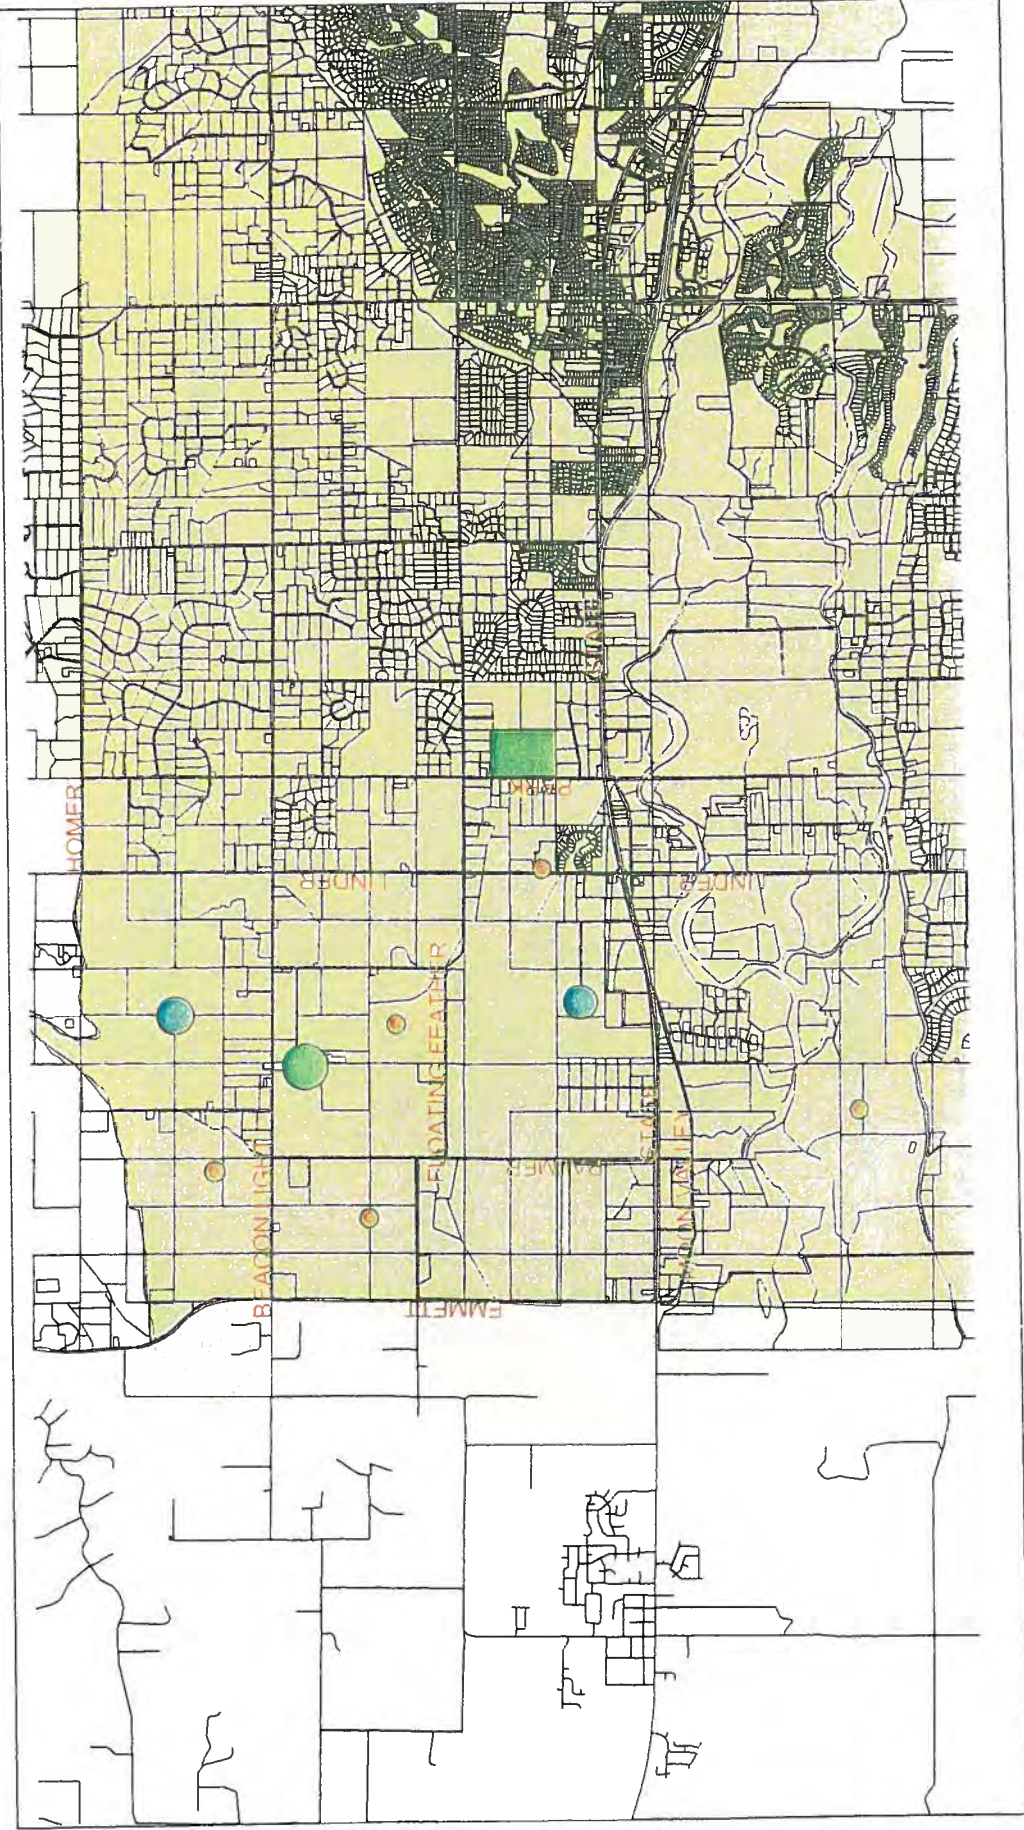 HOMER
PARK
LINDER
LINDER
STATE
FLOATING FEATHER
BEACON LIGHT
PALMER
STATE
MOON VALLEY
EMMETT